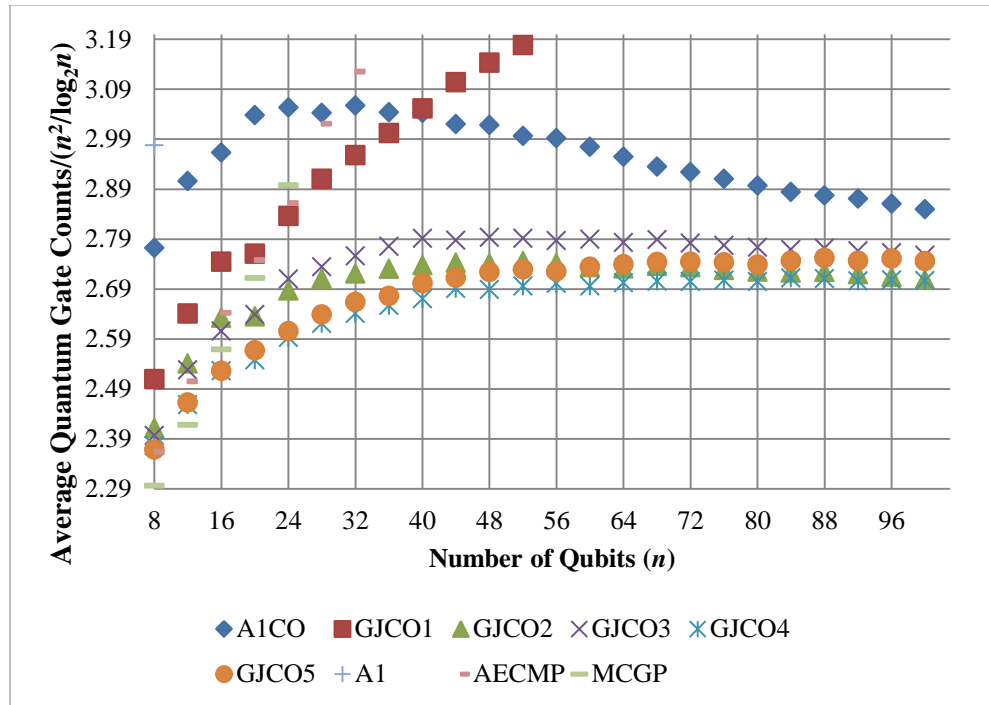 Average Quantum Gate Counts/(n²/log₂n)
3.19
3.09
2.99
2.89
2.79
2.69
2.59
2.49
2.39
2.29
8 16 24 32 40 48 56 64 72 80 88 96
Number of Qubits (n)
A1CO GJCO1 GJCO2 GJCO3 GJCO4
GJCO5 A1 AECMP MCGP